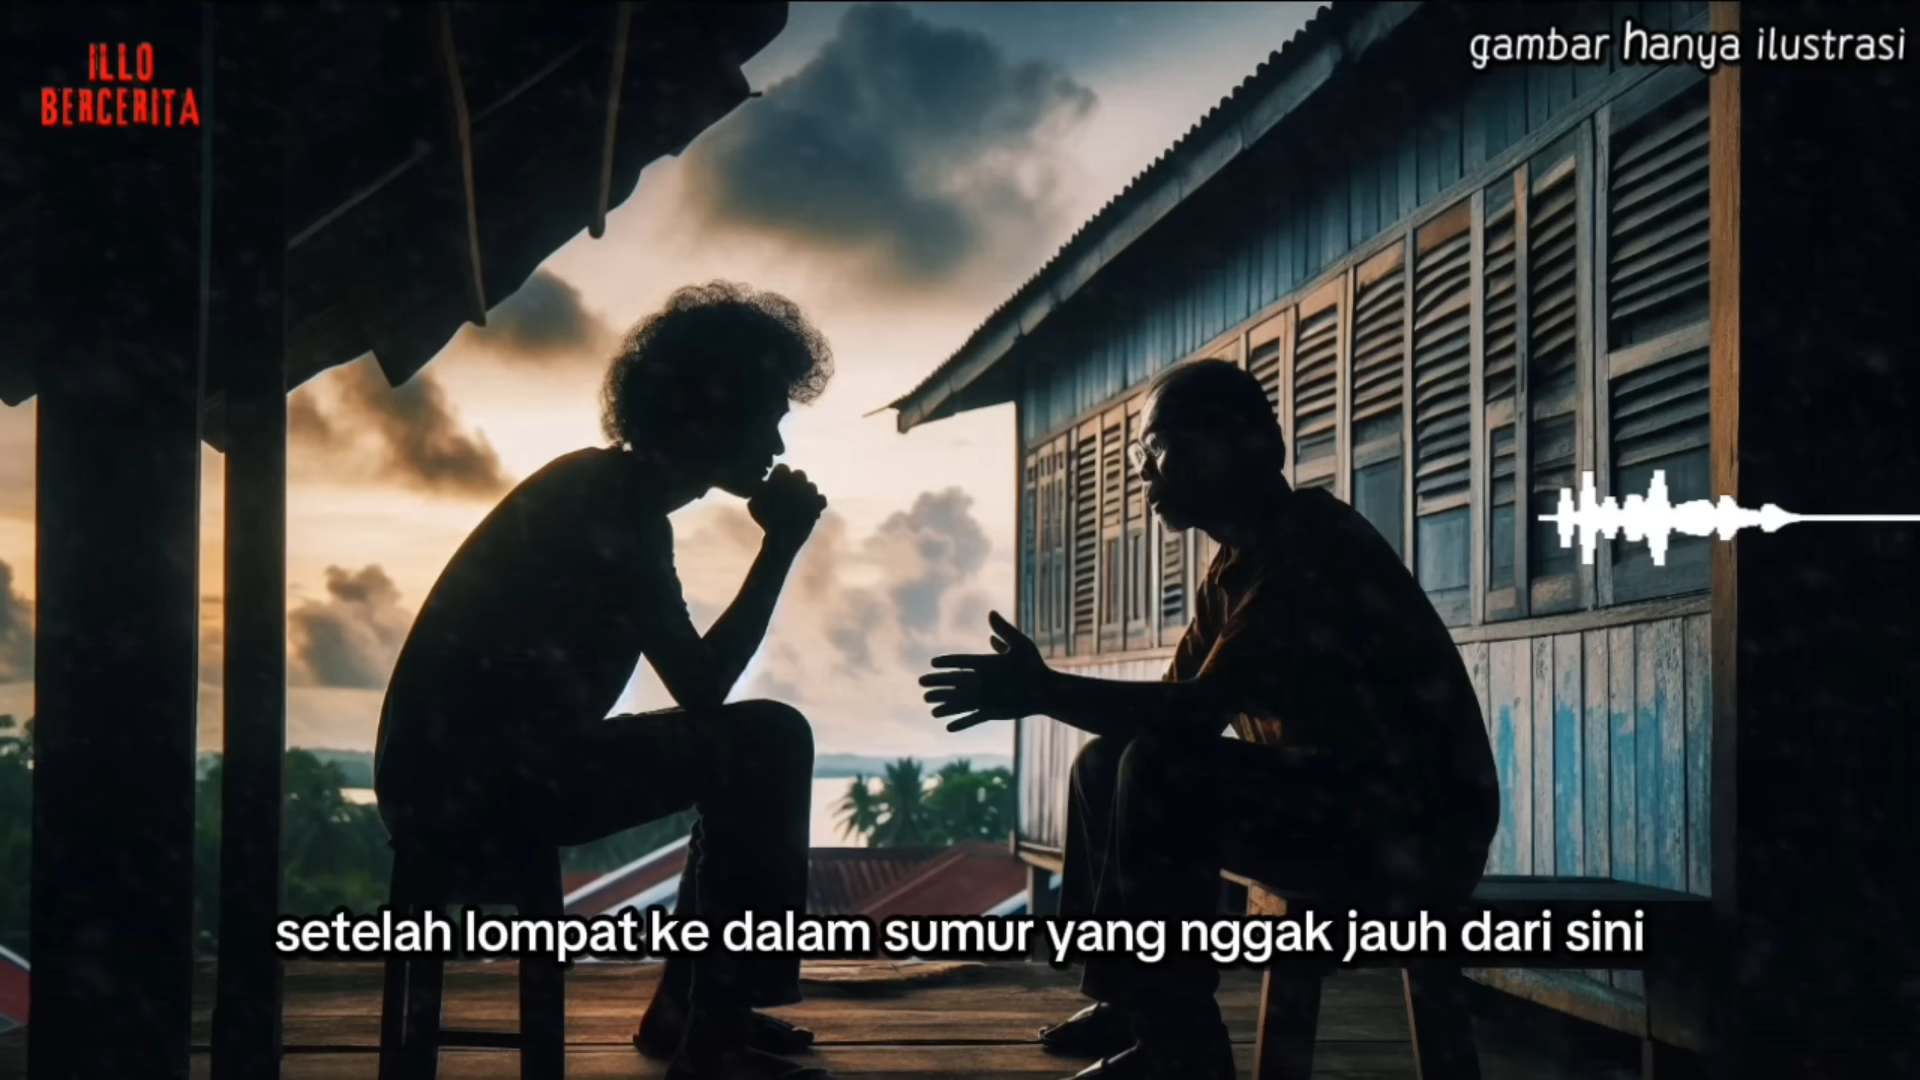 ILLO
BERCERITA
gambar hanya ilustrasi
setelah lompat ke dalam sumur yang nggak jauh dari sini